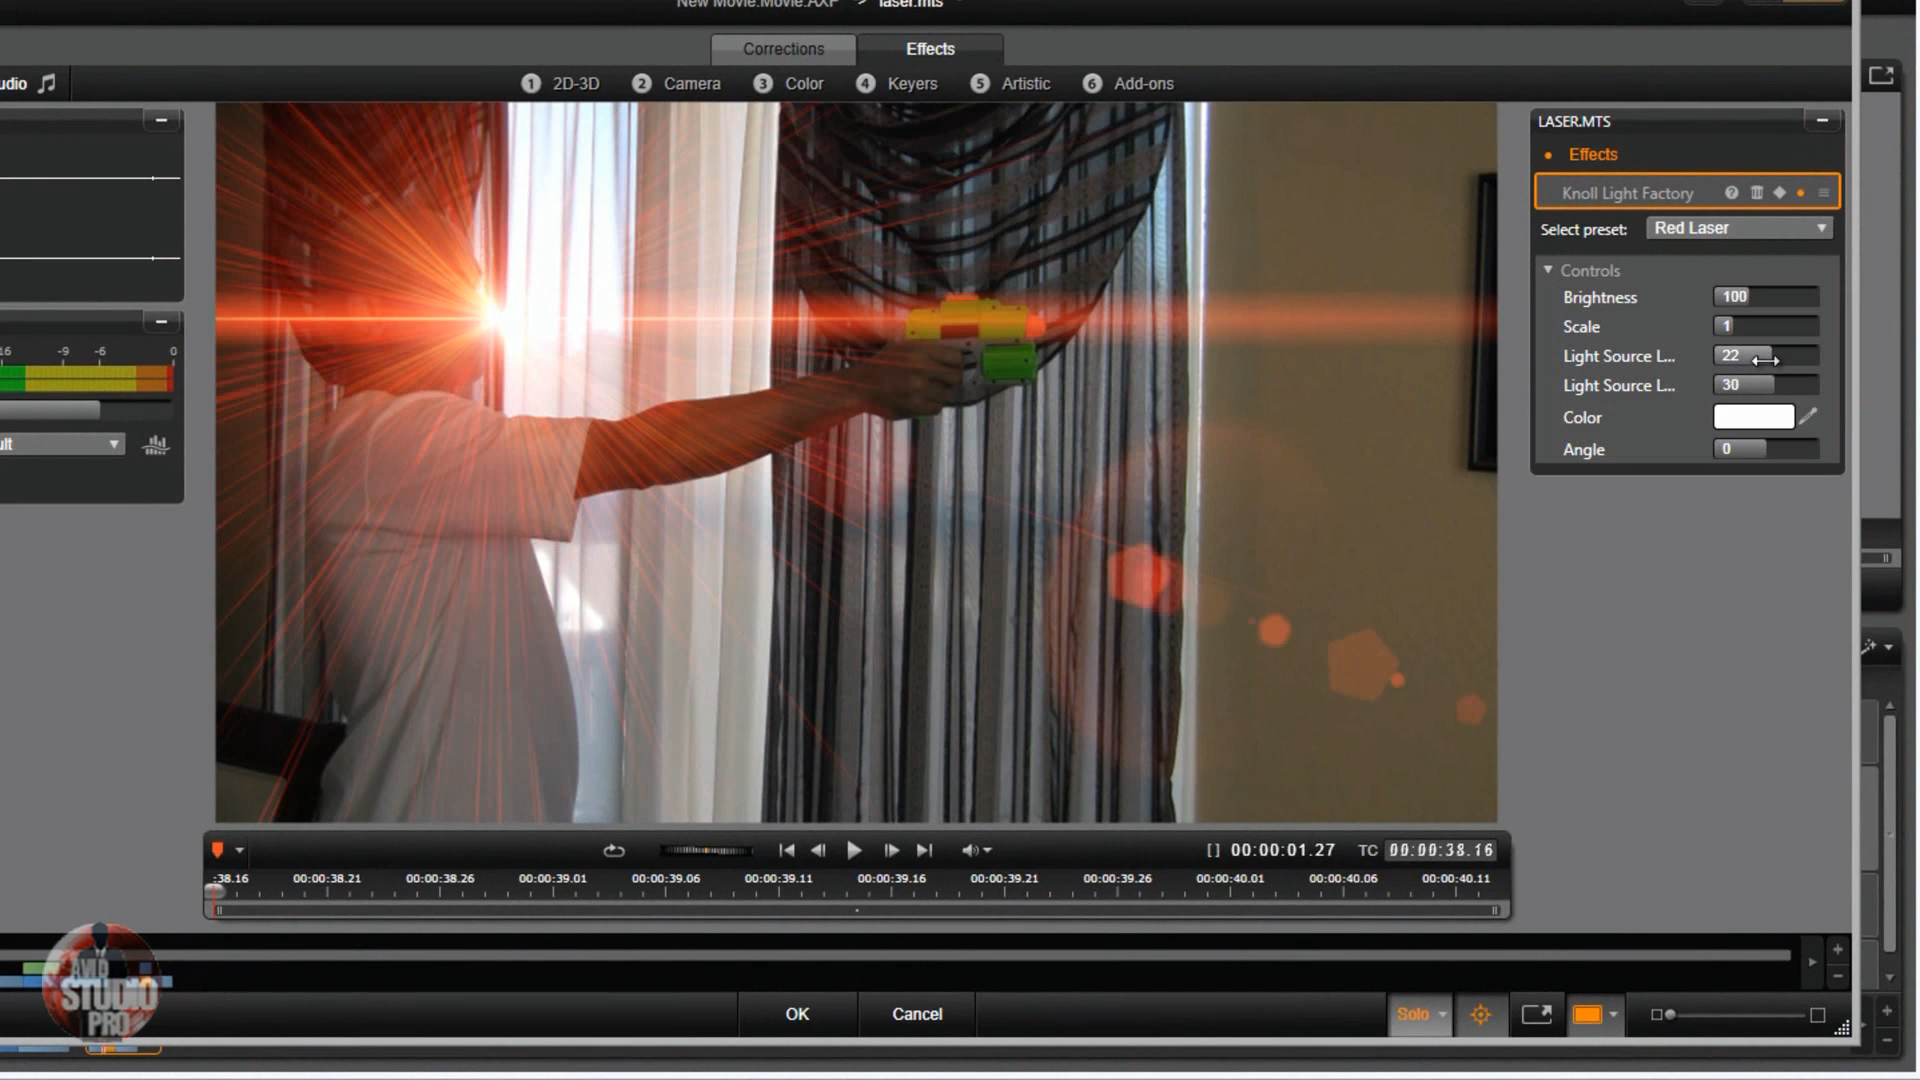 New Movie.Movie.AXP > laser.mts
Corrections
Effects
udio
1 2D-3D 2 Camera 3 Color 4 Keyers 5 Artistic 6 Add-ons
LASER.MTS
Effects
Knoll Light Factory
Select preset: Red Laser
Controls
Brightness 100
Scale 1
Light Source L... 22
Light Source L... 30
Color
Angle 0
16 -9 -6 0
ult
[] 00:00:01.27 TC 00:00:38.16
:38.16 00:00:38.21 00:00:38.26 00:00:39.01 00:00:39.06 00:00:39.11 00:00:39.16 00:00:39.21 00:00:39.26 00:00:40.01 00:00:40.06 00:00:40.11
AVID
STUDIO
PRO
OK
Cancel
Solo